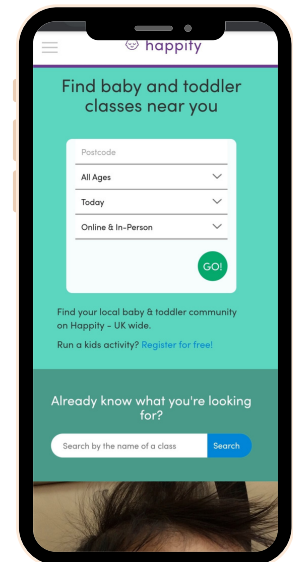 happity
Find baby and toddler
classes near you
Postcode
All Ages
Today
Online & In-Person
GO!
Find your local baby & toddler community
on Happity - UK wide.
Run a kids activity? Register for free!
Already know what you're looking
for?
Search by the name of a class Search